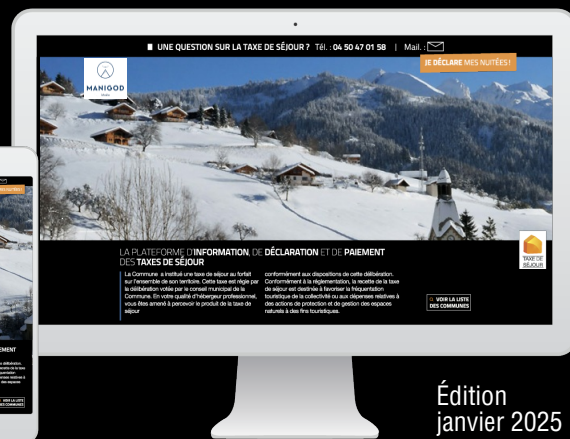 UNE QUESTION SUR LA TAXE DE SÉJOUR ? Tél. : 04 50 47 01 58 | Mail. :
JE DÉCLARE MES NUITÉES !
MANIGOD
LA PLATEFORME D'INFORMATION, DE DÉCLARATION ET DE PAIEMENT
DES TAXES DE SÉJOUR
La Commune a institué une taxe de séjour au forfait
sur l'ensemble de son territoire. Cette taxe est régie par
la délibération votée par le conseil municipal de la
Commune. En votre qualité d'hébergeur professionnel,
vous êtes amené à percevoir le produit de la taxe de
séjour
conformément aux dispositions de cette délibération.
Conformément à la réglementation, la recette de la taxe
de séjour est destinée à favoriser la fréquentation
touristique de la collectivité ou aux dépenses relatives à
des actions de protection et de gestion des espaces
naturels à des fins touristiques.
TAXE DE
SÉJOUR
VOIR LA LISTE
DES COMMUNES
EMENT
VOIR LA LISTE
DES COMMUNES
Édition
janvier 2025